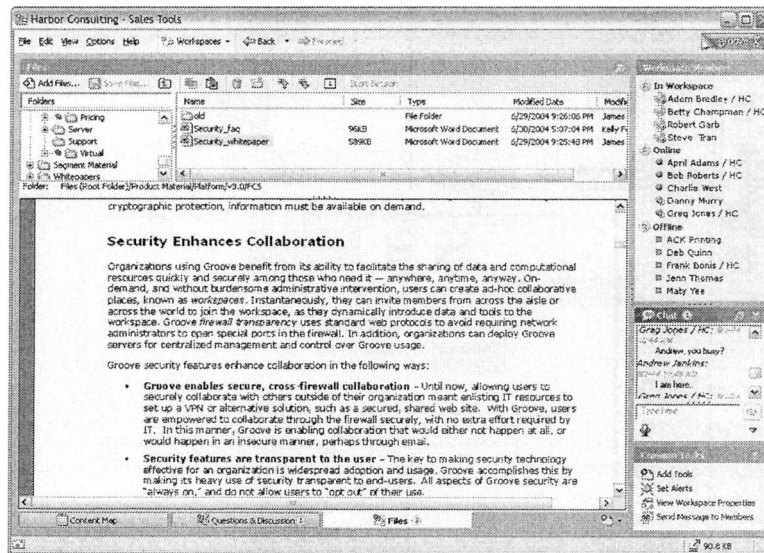 Harbor Consulting - Sales Tools
File Edit View Options Help Workspaces Back Forward
Files
Add Files... Save Files...
Folders
Pricing
Server
Support
Virtual
Segment Material
Whitepapers
Name Size Type Modified Date Modifi
old File Folder 6/29/2004 9:26:06 PM James
Security_faq 96KB Microsoft Word Document 6/30/2004 5:07:04 PM Kelly Fo
Security_whitepaper 589KB Microsoft Word Document 6/29/2004 9:25:48 PM James
Folder: Files (Root Folder)/Product Material/Platform/v3.0/FCS
cryptographic protection, information must be available on demand.
Security Enhances Collaboration
Organizations using Groove benefit from its ability to facilitate the sharing of data and computational
resources quickly and securely among those who need it — anywhere, anytime, anyway. On-
demand, and without burdensome administrative intervention, users can create ad-hoc collaborative
places, known as workspaces. Instantaneously, they can invite members from across the aisle or
across the world to join the workspace, as they dynamically introduce data and tools to the
workspace. Groove firewall transparency uses standard web protocols to avoid requiring network
administrators to open special ports in the firewall. In addition, organizations can deploy Groove
servers for centralized management and control over Groove usage.
Groove security features enhance collaboration in the following ways:
• Groove enables secure, cross-firewall collaboration – Until now, allowing users to
securely collaborate with others outside of their organization meant enlisting IT resources to
set up a VPN or alternative solution, such as a secured, shared web site. With Groove, users
are empowered to collaborate through the firewall securely, with no extra effort required by
IT. In this manner, Groove is enabling collaboration that would either not happen at all, or
would happen in an insecure manner, perhaps through email.
• Security features are transparent to the user – The key to making security technology
effective for an organization is widespread adoption and usage. Groove accomplishes this by
making its heavy use of security transparent to end-users. All aspects of Groove security are
"always on," and do not allow users to "opt out" of their use.
Content Map Questions & Discussion Files
In Workspace
Adam Bradley / HC
Betty Champman / HC
Robert Garb
Steve Tran
Online
April Adams / HC
Bob Roberts / HC
Charlie West
Danny Murry
Greg Jones / HC
Offline
ACK Printing
Deb Quinn
Frank Bonis / HC
Jenn Thomas
Maty Yee
Chat
Greg Jones / HC:
Andrew, you busy?
Andrew Jenkins:
I am here.
Greg Jones / HC:
Common Tasks
Add Tools
Set Alerts
View Workspace Properties
Send Message to Members
90.8 KB